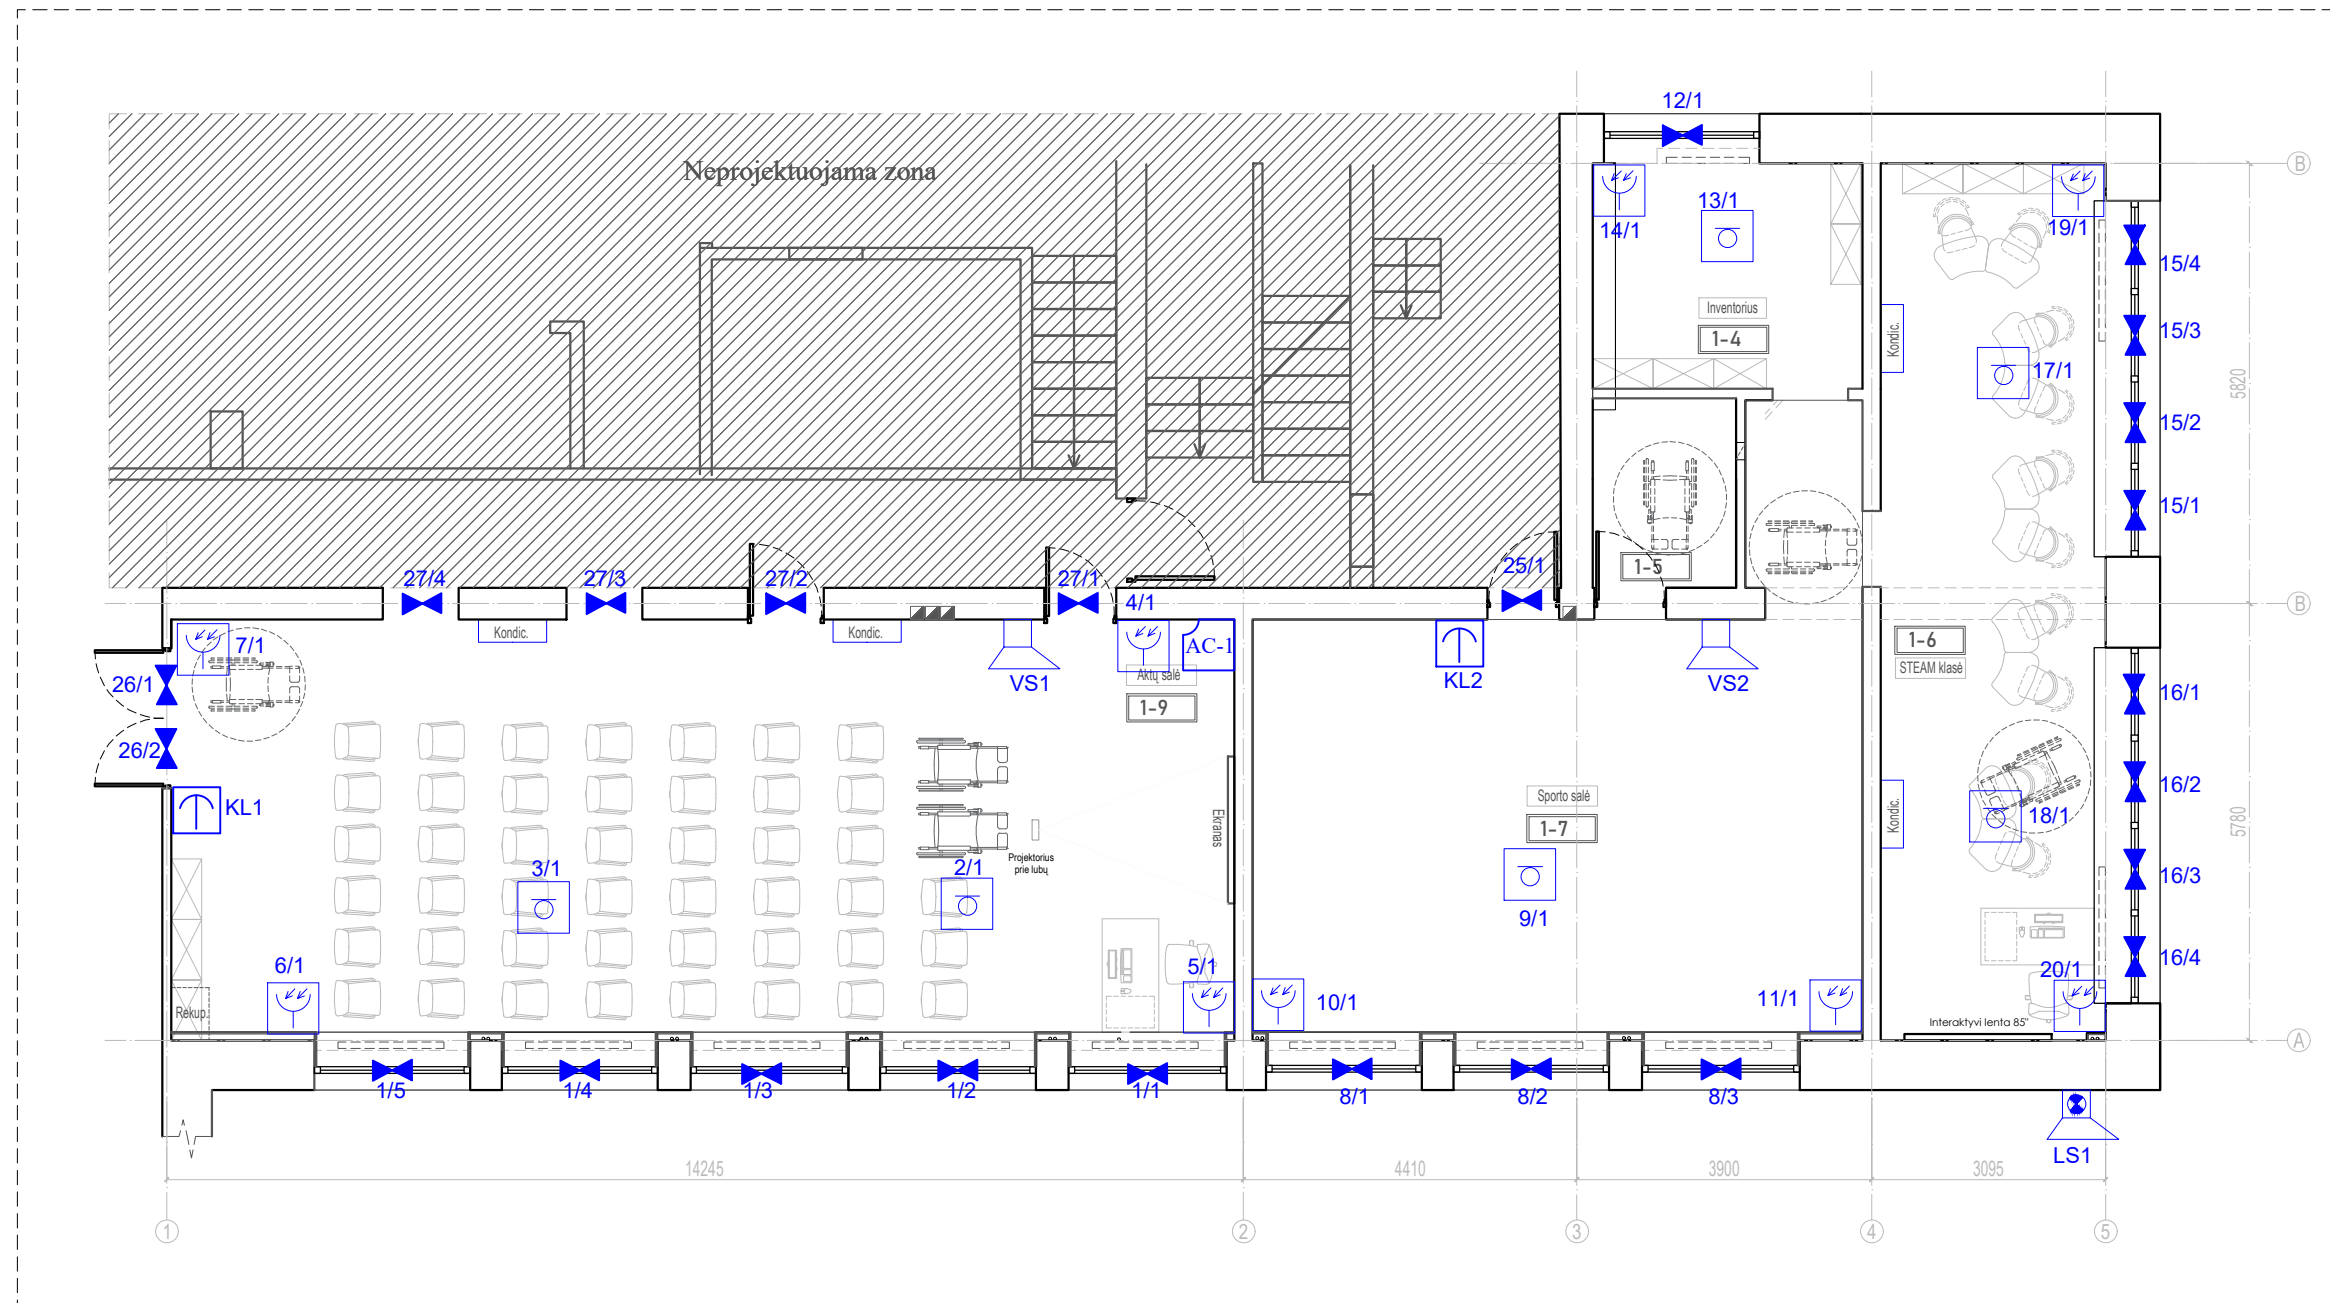 12/1
Neprojektuojama zona
B
13/1
14/1
19/1
15/4
Inventorius
1-4
Kondic.
15/3
17/1
5820
15/2
15/1
1-5
27/4
27/3
27/2
27/1
25/1
4/1
B
Kondic.
Kondic.
7/1
AC-1
1-6
STEAM klasė
26/1
VS1
Aktų salė
KL2
VS2
1-9
16/1
26/2
16/2
KL1
Ekranas
Sporto salė
1-7
Kondic.
18/1
5780
Projektorius
prie lubų
3/1
2/1
9/1
16/3
6/1
5/1
10/1
11/1
20/1
16/4
Rekup.
Interaktyvi lenta 85"
A
1/5
1/4
1/3
1/2
1/1
8/1
8/2
8/3
LS1
14245
4410
3900
3095
1
2
3
4
5